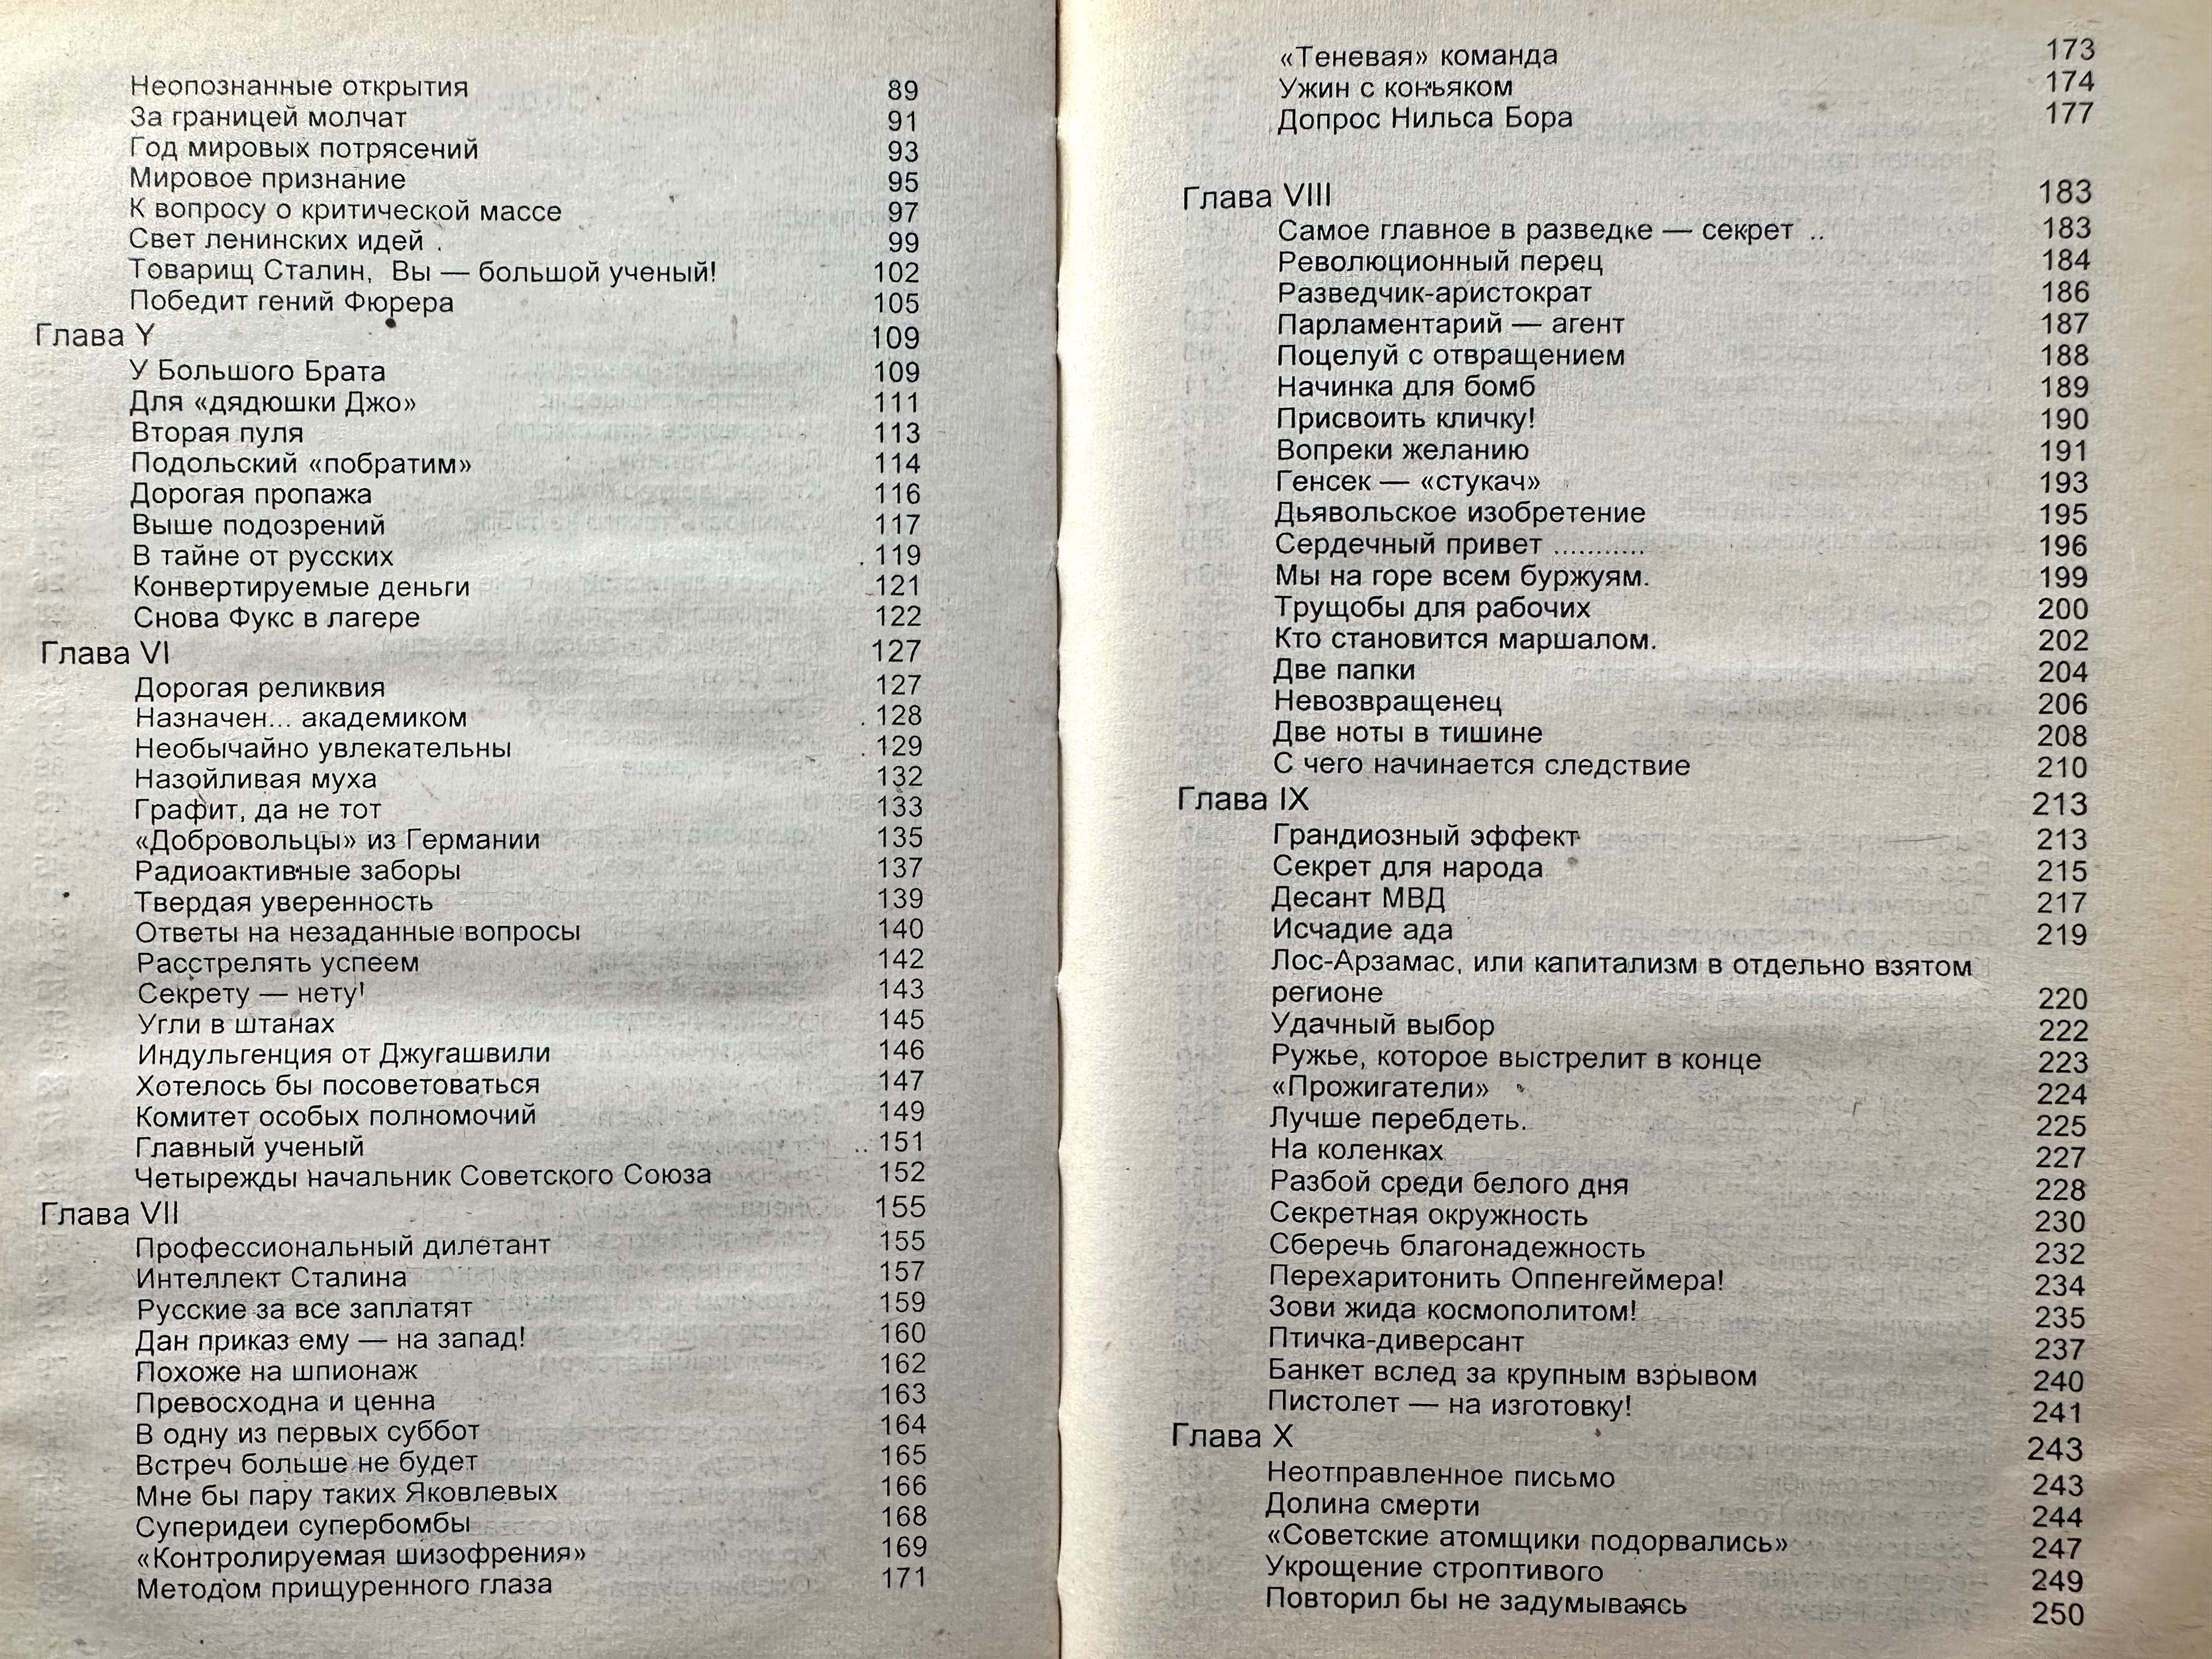 Неопознанные открытия 89
За границей молчат 91
Год мировых потрясений 93
Мировое признание 95
К вопросу о критической массе 97
Свет ленинских идей . 99
Товарищ Сталин, Вы — большой ученый! 102
Победит гений Фюрера 105
Глава Y 109
У Большого Брата 109
Для «дядюшки Джо» 111
Вторая пуля 113
Подольский «побратим» 114
Дорогая пропажа 116
Выше подозрений 117
В тайне от русских . 119
Конвертируемые деньги 121
Снова Фукс в лагере 122
Глава VI 127
Дорогая реликвия 127
Назначен... академиком . 128
Необычайно увлекательны . 129
Назойливая муха 132
Графит, да не тот 133
«Добровольцы» из Германии 135
Радиоактивные заборы 137
Твердая уверенность 139
Ответы на незаданные вопросы 140
Расстрелять успеем 142
Секрету — нету! 143
Угли в штанах 145
Индульгенция от Джугашвили 146
Хотелось бы посоветоваться 147
Комитет особых полномочий 149
Главный ученый .. 151
Четырежды начальник Советского Союза 152
Глава VII 155
Профессиональный дилетант 155
Интеллект Сталина 157
Русские за все заплатят 159
Дан приказ ему — на запад! 160
Похоже на шпионаж 162
Превосходна и ценна 163
В одну из первых суббот 164
Встреч больше не будет 165
Мне бы пару таких Яковлевых 166
Суперидеи супербомбы 168
«Контролируемая шизофрения» 169
Методом прищуренного глаза 171
«Теневая» команда 173
Ужин с коньяком 174
Допрос Нильса Бора 177
Глава VIII 183
Самое главное в разведке — секрет .. 183
Революционный перец 184
Разведчик-аристократ 186
Парламентарий — агент 187
Поцелуй с отвращением 188
Начинка для бомб 189
Присвоить кличку! 190
Вопреки желанию 191
Генсек — «стукач» 193
Дьявольское изобретение 195
Сердечный привет ........... 196
Мы на горе всем буржуям. 199
Трущобы для рабочих 200
Кто становится маршалом. 202
Две папки 204
Невозвращенец 206
Две ноты в тишине 208
С чего начинается следствие 210
Глава IX 213
Грандиозный эффект 213
Секрет для народа 215
Десант МВД 217
Исчадие ада 219
Лос-Арзамас, или капитализм в отдельно взятом
регионе 220
Удачный выбор 222
Ружье, которое выстрелит в конце 223
«Прожигатели» 224
Лучше перебдеть. 225
На коленках 227
Разбой среди белого дня 228
Секретная окружность 230
Сберечь благонадежность 232
Перехаритонить Оппенгеймера! 234
Зови жида космополитом! 235
Птичка-диверсант 237
Банкет вслед за крупным взрывом 240
Пистолет — на изготовку! 241
Глава X 243
Неотправленное письмо 243
Долина смерти 244
«Советские атомщики подорвались» 247
Укрощение строптивого 249
Повторил бы не задумываясь 250